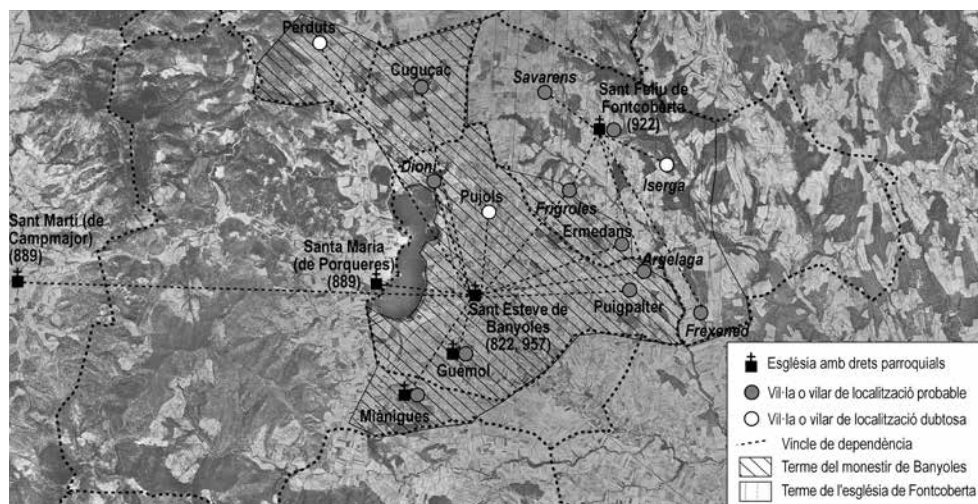 Perduts
Cuguçac
Savarens
Sant Feliu de
Fontcoberta
(922)
Dioni
Iserga
Pujols
Frigroles
Ermedans
Sant Martí (de
Campmajor)
(889)
Santa Maria
(de Porqueres)
(889)
Argelaga
Sant Esteve de
Banyoles
(822, 957)
Puigpalter
Frexened
Guèmol
Miànigues
Església amb drets parroquials
Vil·la o vilar de localització probable
Vil·la o vilar de localització dubtosa
Vincle de dependència
Terme del monestir de Banyoles
Terme de l'església de Fontcoberta